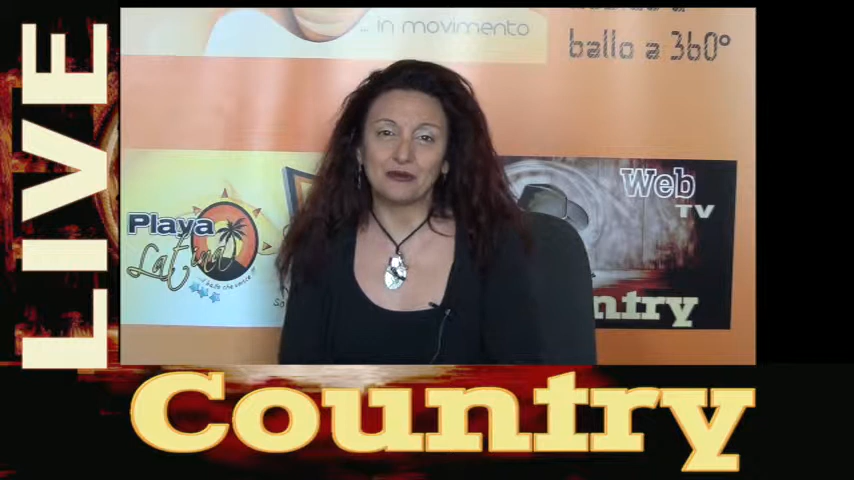 LIVE
... in movimento
ballo a 360°
Playa
Latina
Web
TV
ntry
Country